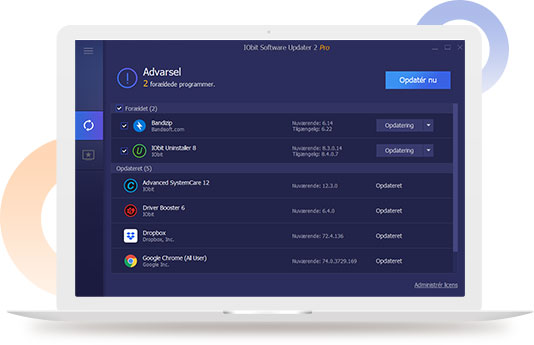 IObit Software Updater 2 Pro
Advarsel
2 forældede programmer.
Opdatér nu
Forældet (2)
Bandizip
Bandsoft.com
Nuværende: 6.14
Tilgængelig: 6.22
Opdatering
IObit Uninstaller 8
IObit
Nuværende: 8.3.0.14
Tilgængelig: 8.4.0.7
Opdatering
Opdateret (5)
Advanced SystemCare 12
IObit
Nuværende: 12.3.0
Opdateret
Driver Booster 6
IObit
Nuværende: 6.4.0
Opdateret
Dropbox
Dropbox, Inc.
Nuværende: 72.4.136
Opdateret
Google Chrome (All User)
Google Inc.
Nuværende: 74.0.3729.169
Opdateret
Administrér licens